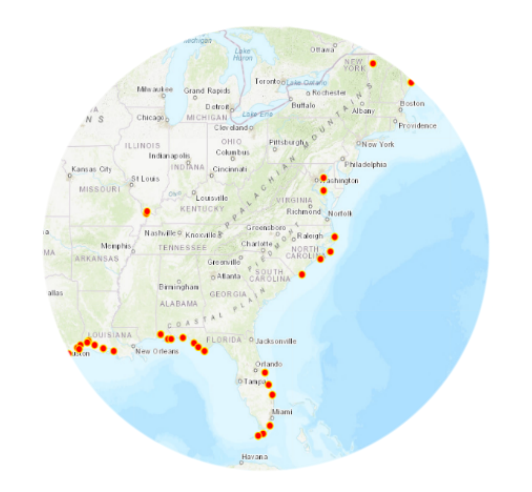 Michigan
Ottawa
Lake
Huron
NEW
YORK
Toronto
Lake Ontario
Milwaukee
Grand Rapids
Rochester
Detroit
Buffalo
Albany
Boston
Chicago
MICHIGAN
Lake Erie
Providence
N S
Cleveland
ILLINOIS
OHIO
Pittsburgh
New York
Indianapolis
Columbus
INDIANA
Cincinnati
Philadelphia
Kansas City
St Louis
Washington
MISSOURI
Louisville
VIRGINIA
KENTUCKY
APPALACHIAN MOUNTAINS
Richmond
Norfolk
Nashville
Knoxville
Greensboro
Raleigh
MA
Memphis
TENNESSEE
Charlotte
NORTH
CAROLINA
ARKANSAS
Greenville
PIEDMONT
SOUTH
CAROLINA
Atlanta
Birmingham
allas
GEORGIA
ALABAMA
COASTAL PLAIN
LOUISIANA
FLORIDA
Jacksonville
New Orleans
Orlando
Tampa
Miami
Havana